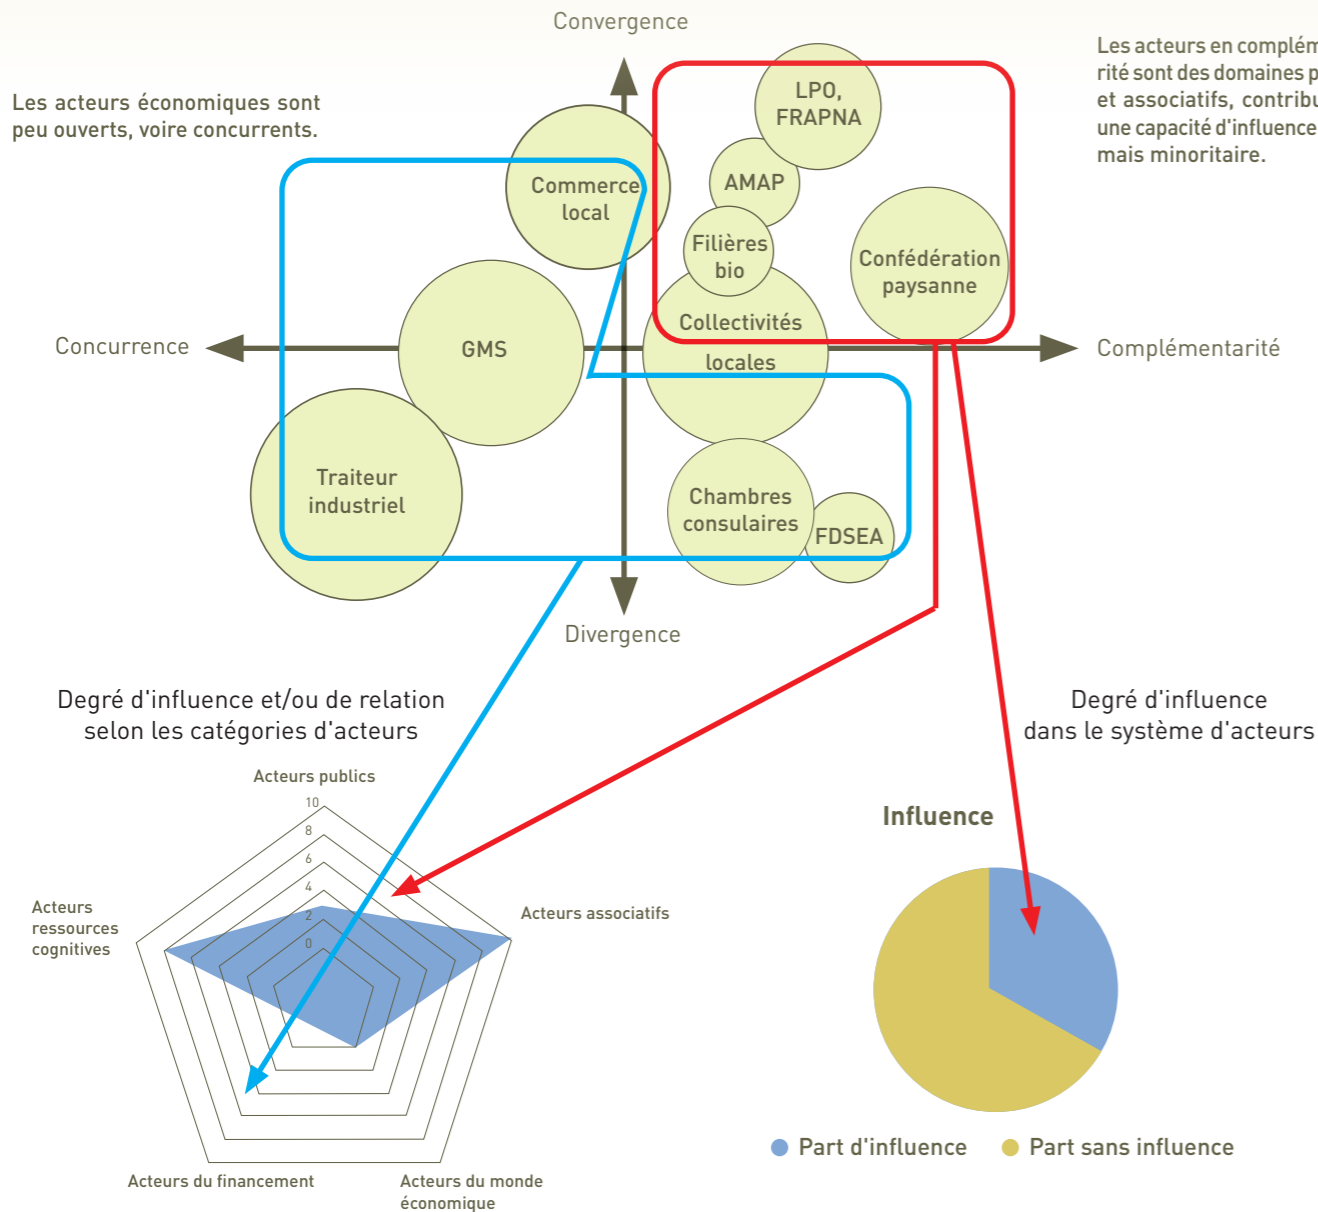 Convergence
Les acteurs économiques sont
peu ouverts, voire concurrents.
Les acteurs en
rité sont des domaines
et associatifs,
une capacité d'influence
mais minoritaire.
LPO,
FRAPNA
AMAP
Commerce
local
Filières
bio
Confédération
paysanne
Collectivités
locales
Concurrence
GMS
Complémentarité
Traiteur
industriel
Chambres
consulaires
FDSEA
Divergence
Degré d'influence et/ou de relation
selon les catégories d'acteurs
Degré d'influence
dans le système d'acteurs
Acteurs publics
10
8
6
4
2
0
Acteurs
ressources
cognitives
Acteurs associatifs
Acteurs du financement
Acteurs du monde
économique
Influence
Part d'influence
Part sans influence